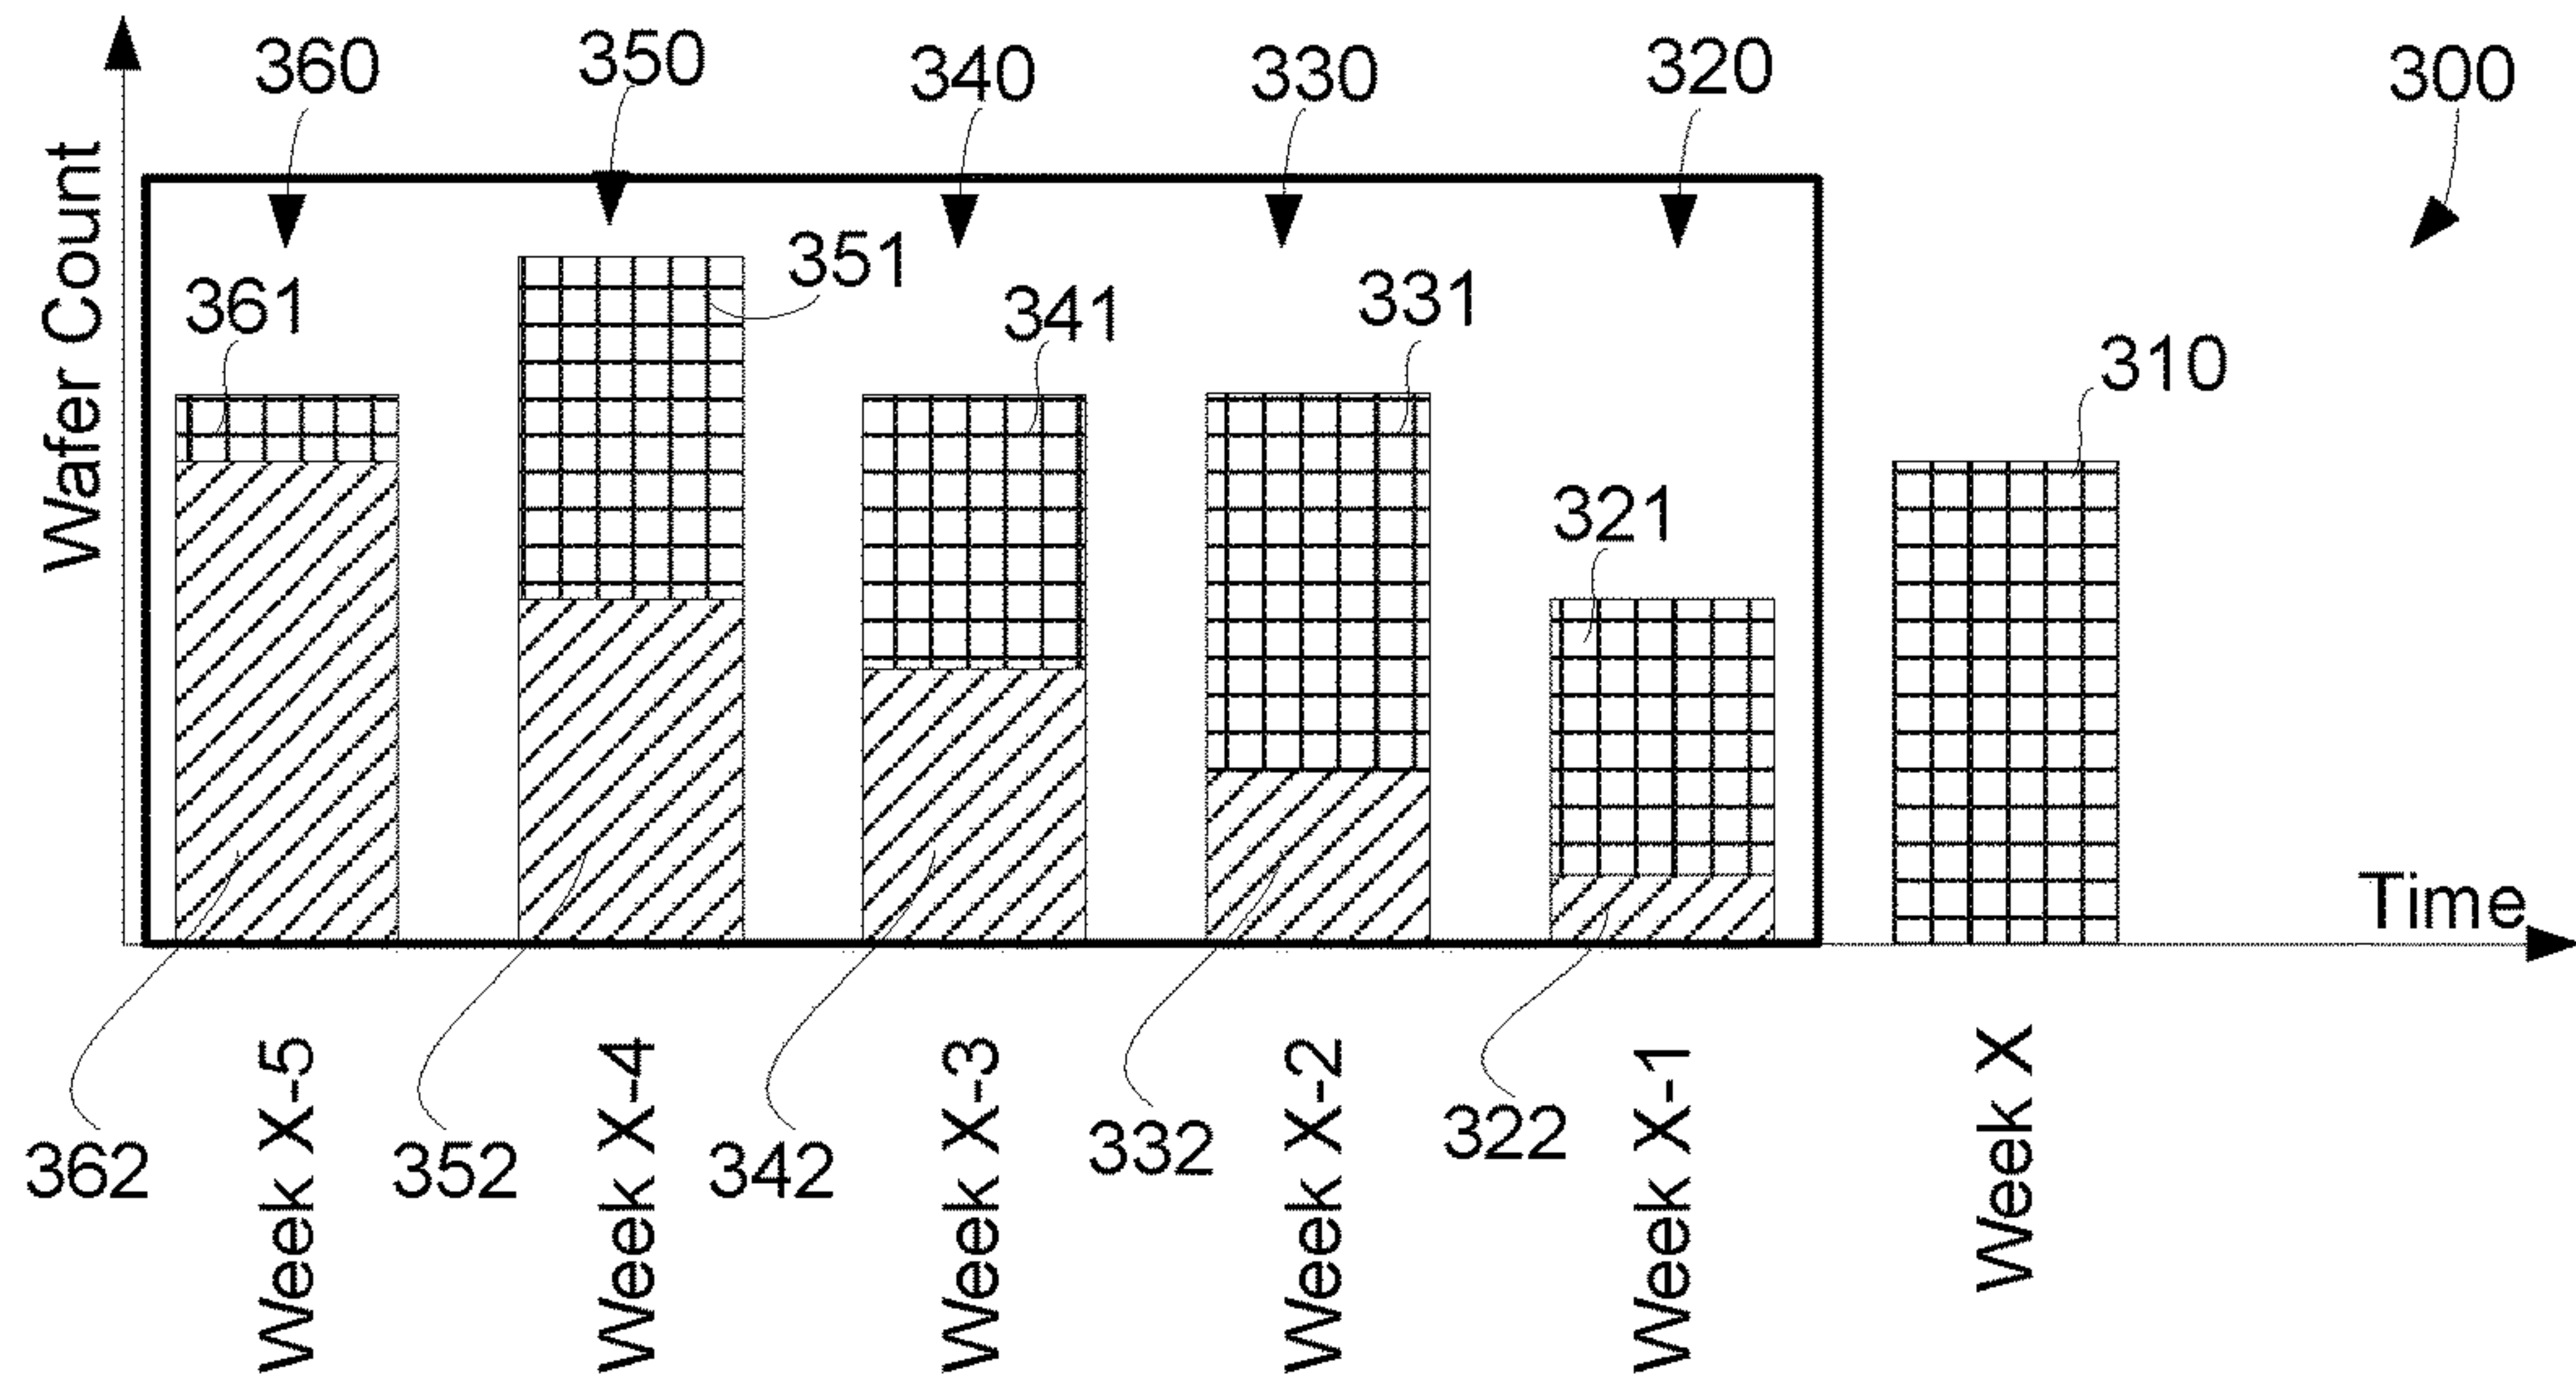 360
350
340
330
320
300
Wafer Count
361
351
341
331
310
321
Time
362
352
342
332
322
Week X-5
Week X-4
Week X-3
Week X-2
Week X-1
Week X